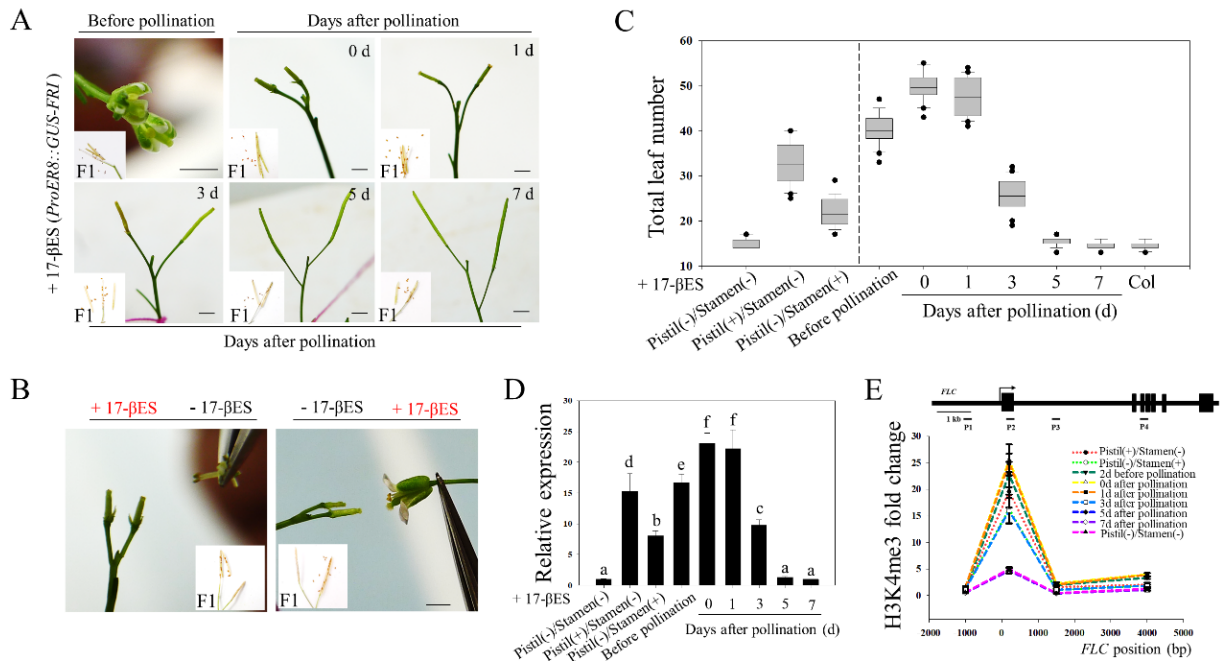 A
Before pollination
Days after pollination
0 d
1 d
+ 17-βES (ProER8::GUS-FRI)
F1
F1
F1
3 d
5 d
7 d
F1
F1
F1
Days after pollination
B
+ 17-βES
- 17-βES
- 17-βES
+ 17-βES
F1
F1
C
Total leaf number
60
50
40
30
20
10
+ 17-βES
Pistil(-)/Stamen(-)
Pistil(+)/Stamen(-)
Pistil(-)/Stamen(+)
Before pollination
0
1
3
5
7
Col
Days after pollination (d)
D
Relative expression
30
25
20
15
10
5
0
a
d
b
e
f
f
c
a
a
+ 17-βES
Pistil(-)/Stamen(-)
Pistil(+)/Stamen(-)
Pistil(-)/Stamen(+)
Before pollination
0
1
3
5
7
Days after pollination (d)
E
FLC
1 kb
P1
P2
P3
P4
H3K4me3 fold change
30
25
20
15
10
5
0
Pistil(+)/Stamen(-)
Pistil(-)/Stamen(+)
2d before pollination
0d after pollination
1d after pollination
3d after pollination
5d after pollination
7d after pollination
Pistil(-)/Stamen(-)
2000
1000
0
1000
2000
3000
4000
5000
FLC position (bp)